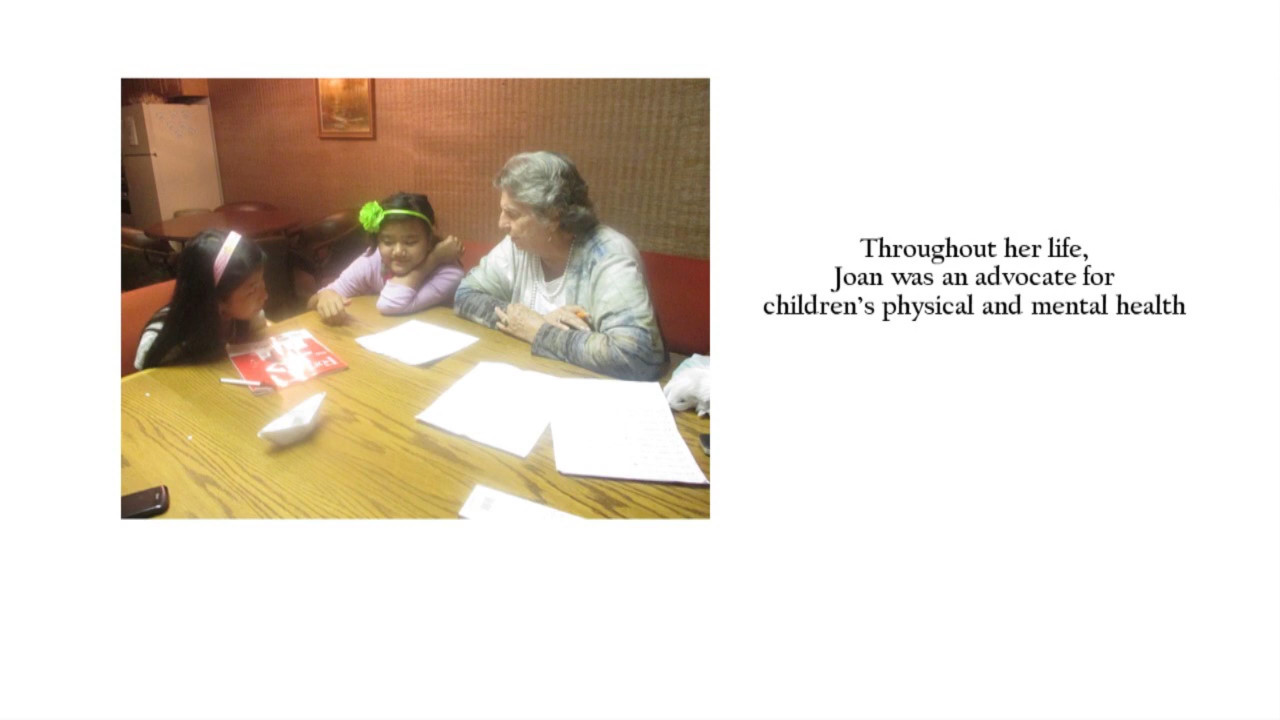 Throughout her life,
Joan was an advocate for
children's physical and mental health